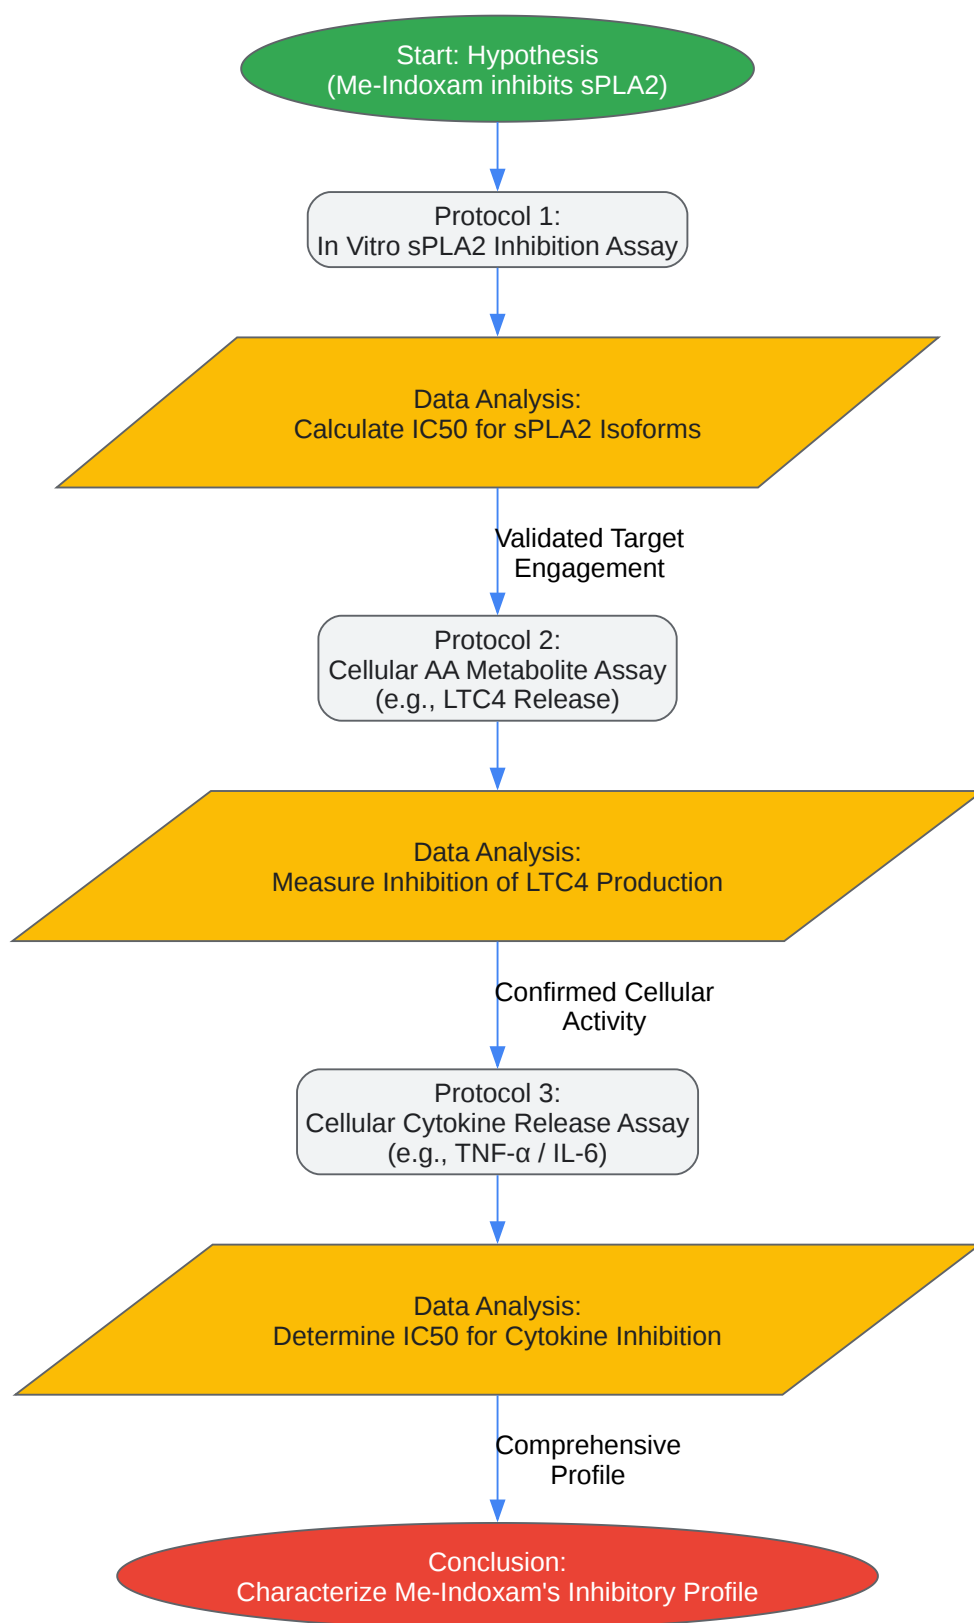 Start: Hypothesis
(Me-Indoxam inhibits sPLA2)
Protocol 1:
In Vitro sPLA2 Inhibition Assay
Data Analysis:
Calculate IC50 for sPLA2 Isoforms
Validated Target
Engagement
Protocol 2:
Cellular AA Metabolite Assay
(e.g., LTC4 Release)
Data Analysis:
Measure Inhibition of LTC4 Production
Confirmed Cellular
Activity
Protocol 3:
Cellular Cytokine Release Assay
(e.g., TNF-α / IL-6)
Data Analysis:
Determine IC50 for Cytokine Inhibition
Comprehensive
Profile
Conclusion:
Characterize Me-Indoxam's Inhibitory Profile